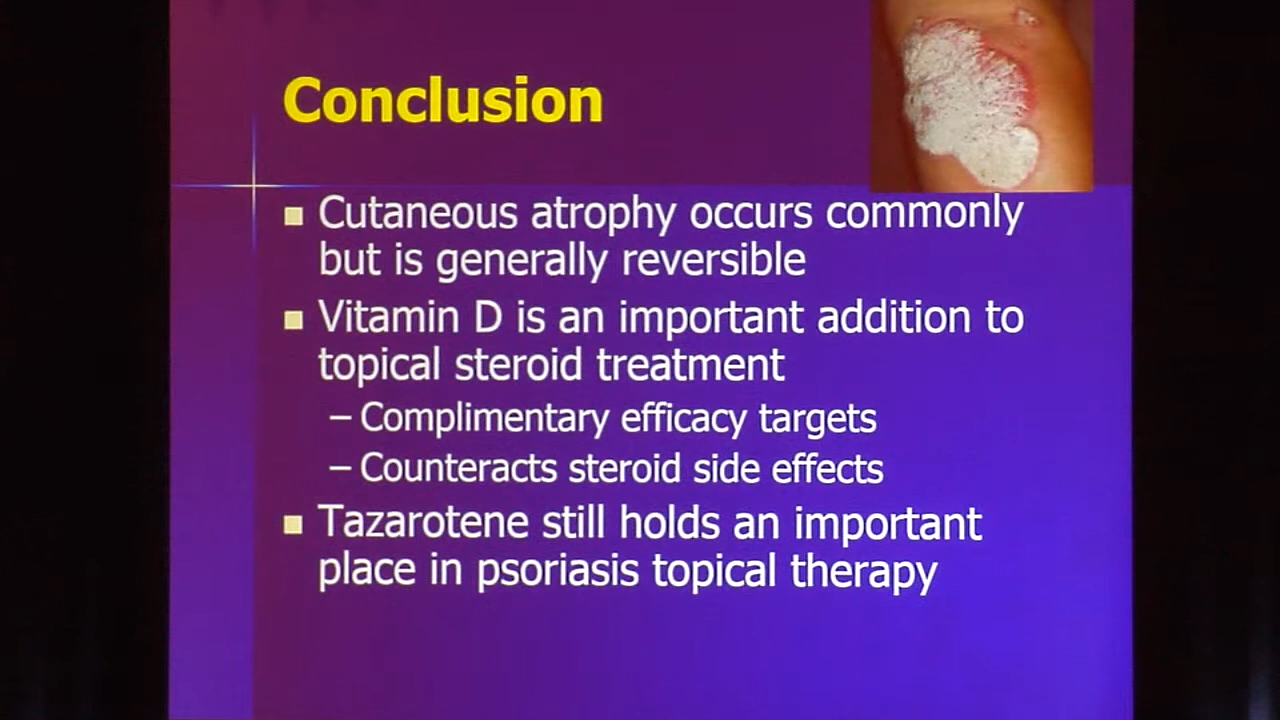 Conclusion
Cutaneous atrophy occurs commonly
but is generally reversible
Vitamin D is an important addition to
topical steroid treatment
– Complimentary efficacy targets
– Counteracts steroid side effects
Tazarotene still holds an important
place in psoriasis topical therapy